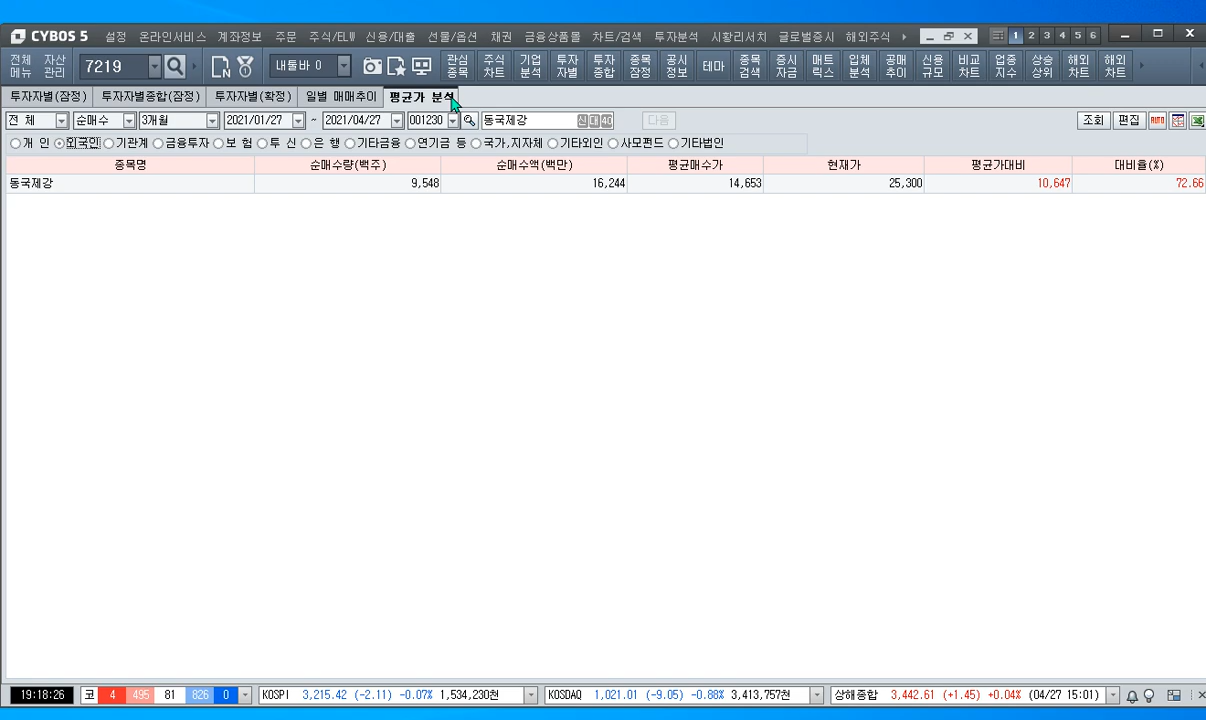 CYBOS 5 설정 온라인서비스 계좌정보 주문 주식/ELW 신용/대출 선물/옵션 채권 금융상품몰 차트/검색 투자분석 시황리서치 글로벌증시 해외주식 1 2 3 4 5 6
전체 자산 관심 주식 기업 투자 투자 종목 공시 종목 증시 매트 입체 공매 신용 비교 업종 상승 해외 해외
7219 내툴바 0 테마
메뉴 관리 종목 차트 분석 자별 종합 잠정 정보 검색 자금 릭스 분석 추이 규모 차트 지수 상위 차트 차트
투자자별(잠정) 투자자별종합(잠정) 투자자별(확정) 일별 매매추이 평균가 분석
전 체 순매수 3개월 2021/01/27 ~ 2021/04/27 001230 동국제강 신 대 40 다음 조회 편집 AUTO
개 인 외국인 기관계 금융투자 보 험 투 신 은 행 기타금융 연기금 등 국가,지자체 기타외인 사모펀드 기타법인
종목명 순매수량(백주) 순매수액(백만) 평균매수가 현재가 평균가대비 대비율(%)
동국제강 9,548 16,244 14,653 25,300 10,647 72.66
19:18:26 코 4 495 81 826 0 KOSPI 3,215.42 (-2.11) -0.07% 1,534,230천 KOSDAQ 1,021.01 (-9.05) -0.88% 3,413,757천 상해종합 3,442.61 (+1.45) +0.04% (04/27 15:01)